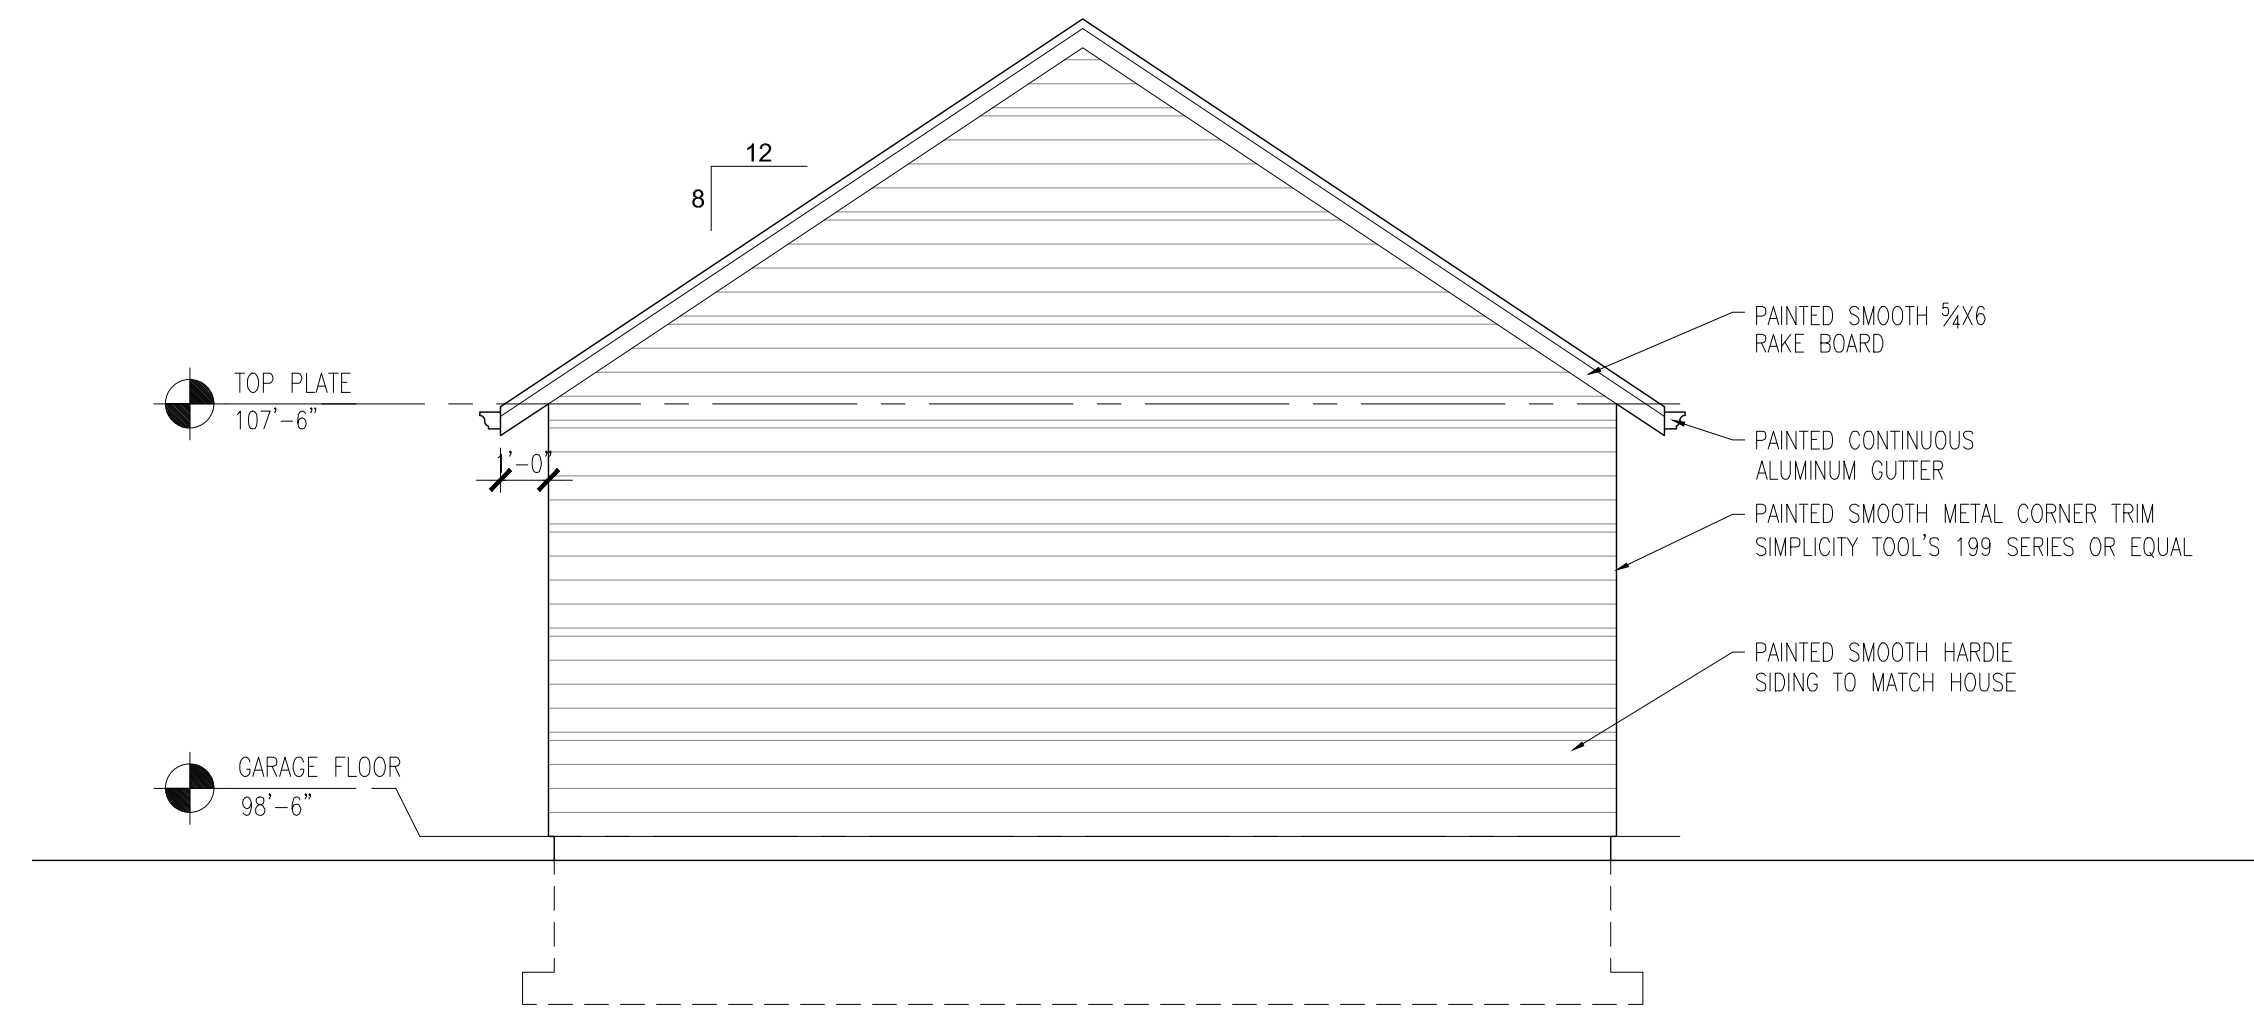 12
8
PAINTED SMOOTH 5/4X6
RAKE BOARD
TOP PLATE
107'-6"
PAINTED CONTINUOUS
ALUMINUM GUTTER
1'-0"
PAINTED SMOOTH METAL CORNER TRIM
SIMPLICITY TOOL'S 199 SERIES OR EQUAL
PAINTED SMOOTH HARDIE
SIDING TO MATCH HOUSE
GARAGE FLOOR
98'-6"